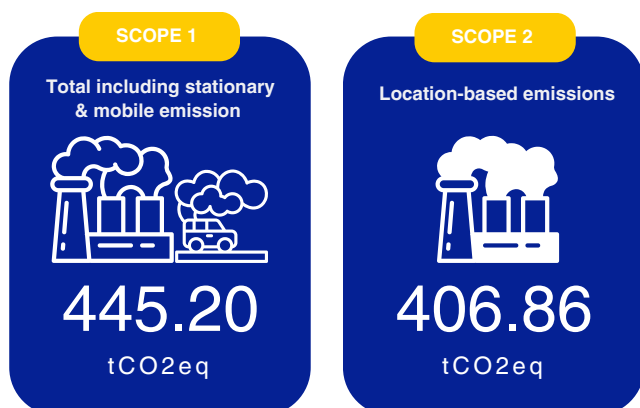 SCOPE 1
Total including stationary
& mobile emission
445.20
tCO2eq
SCOPE 2
Location-based emissions
406.86
tCO2eq